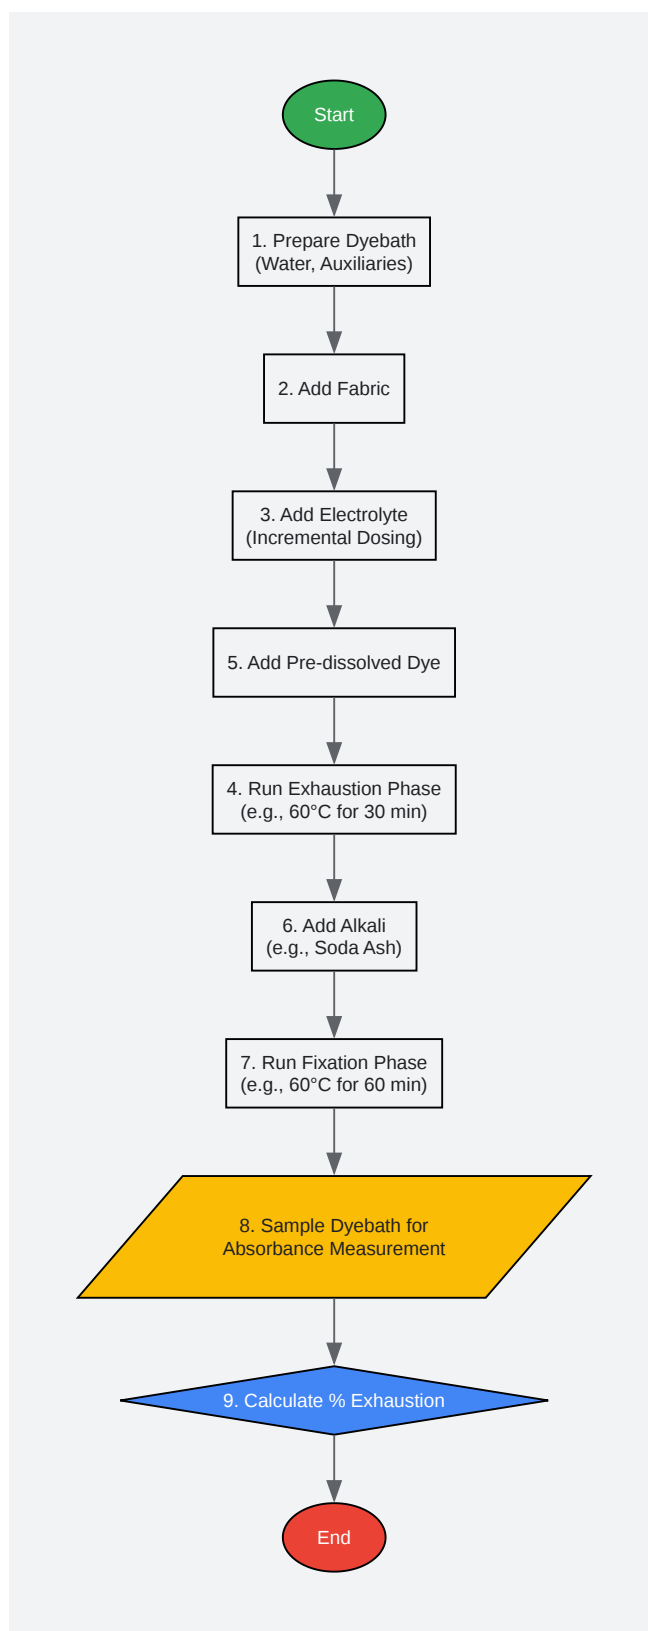 Start
1. Prepare Dyebath
(Water, Auxiliaries)
2. Add Fabric
3. Add Electrolyte
(Incremental Dosing)
5. Add Pre-dissolved Dye
4. Run Exhaustion Phase
(e.g., 60°C for 30 min)
6. Add Alkali
(e.g., Soda Ash)
7. Run Fixation Phase
(e.g., 60°C for 60 min)
8. Sample Dyebath for
Absorbance Measurement
9. Calculate % Exhaustion
End